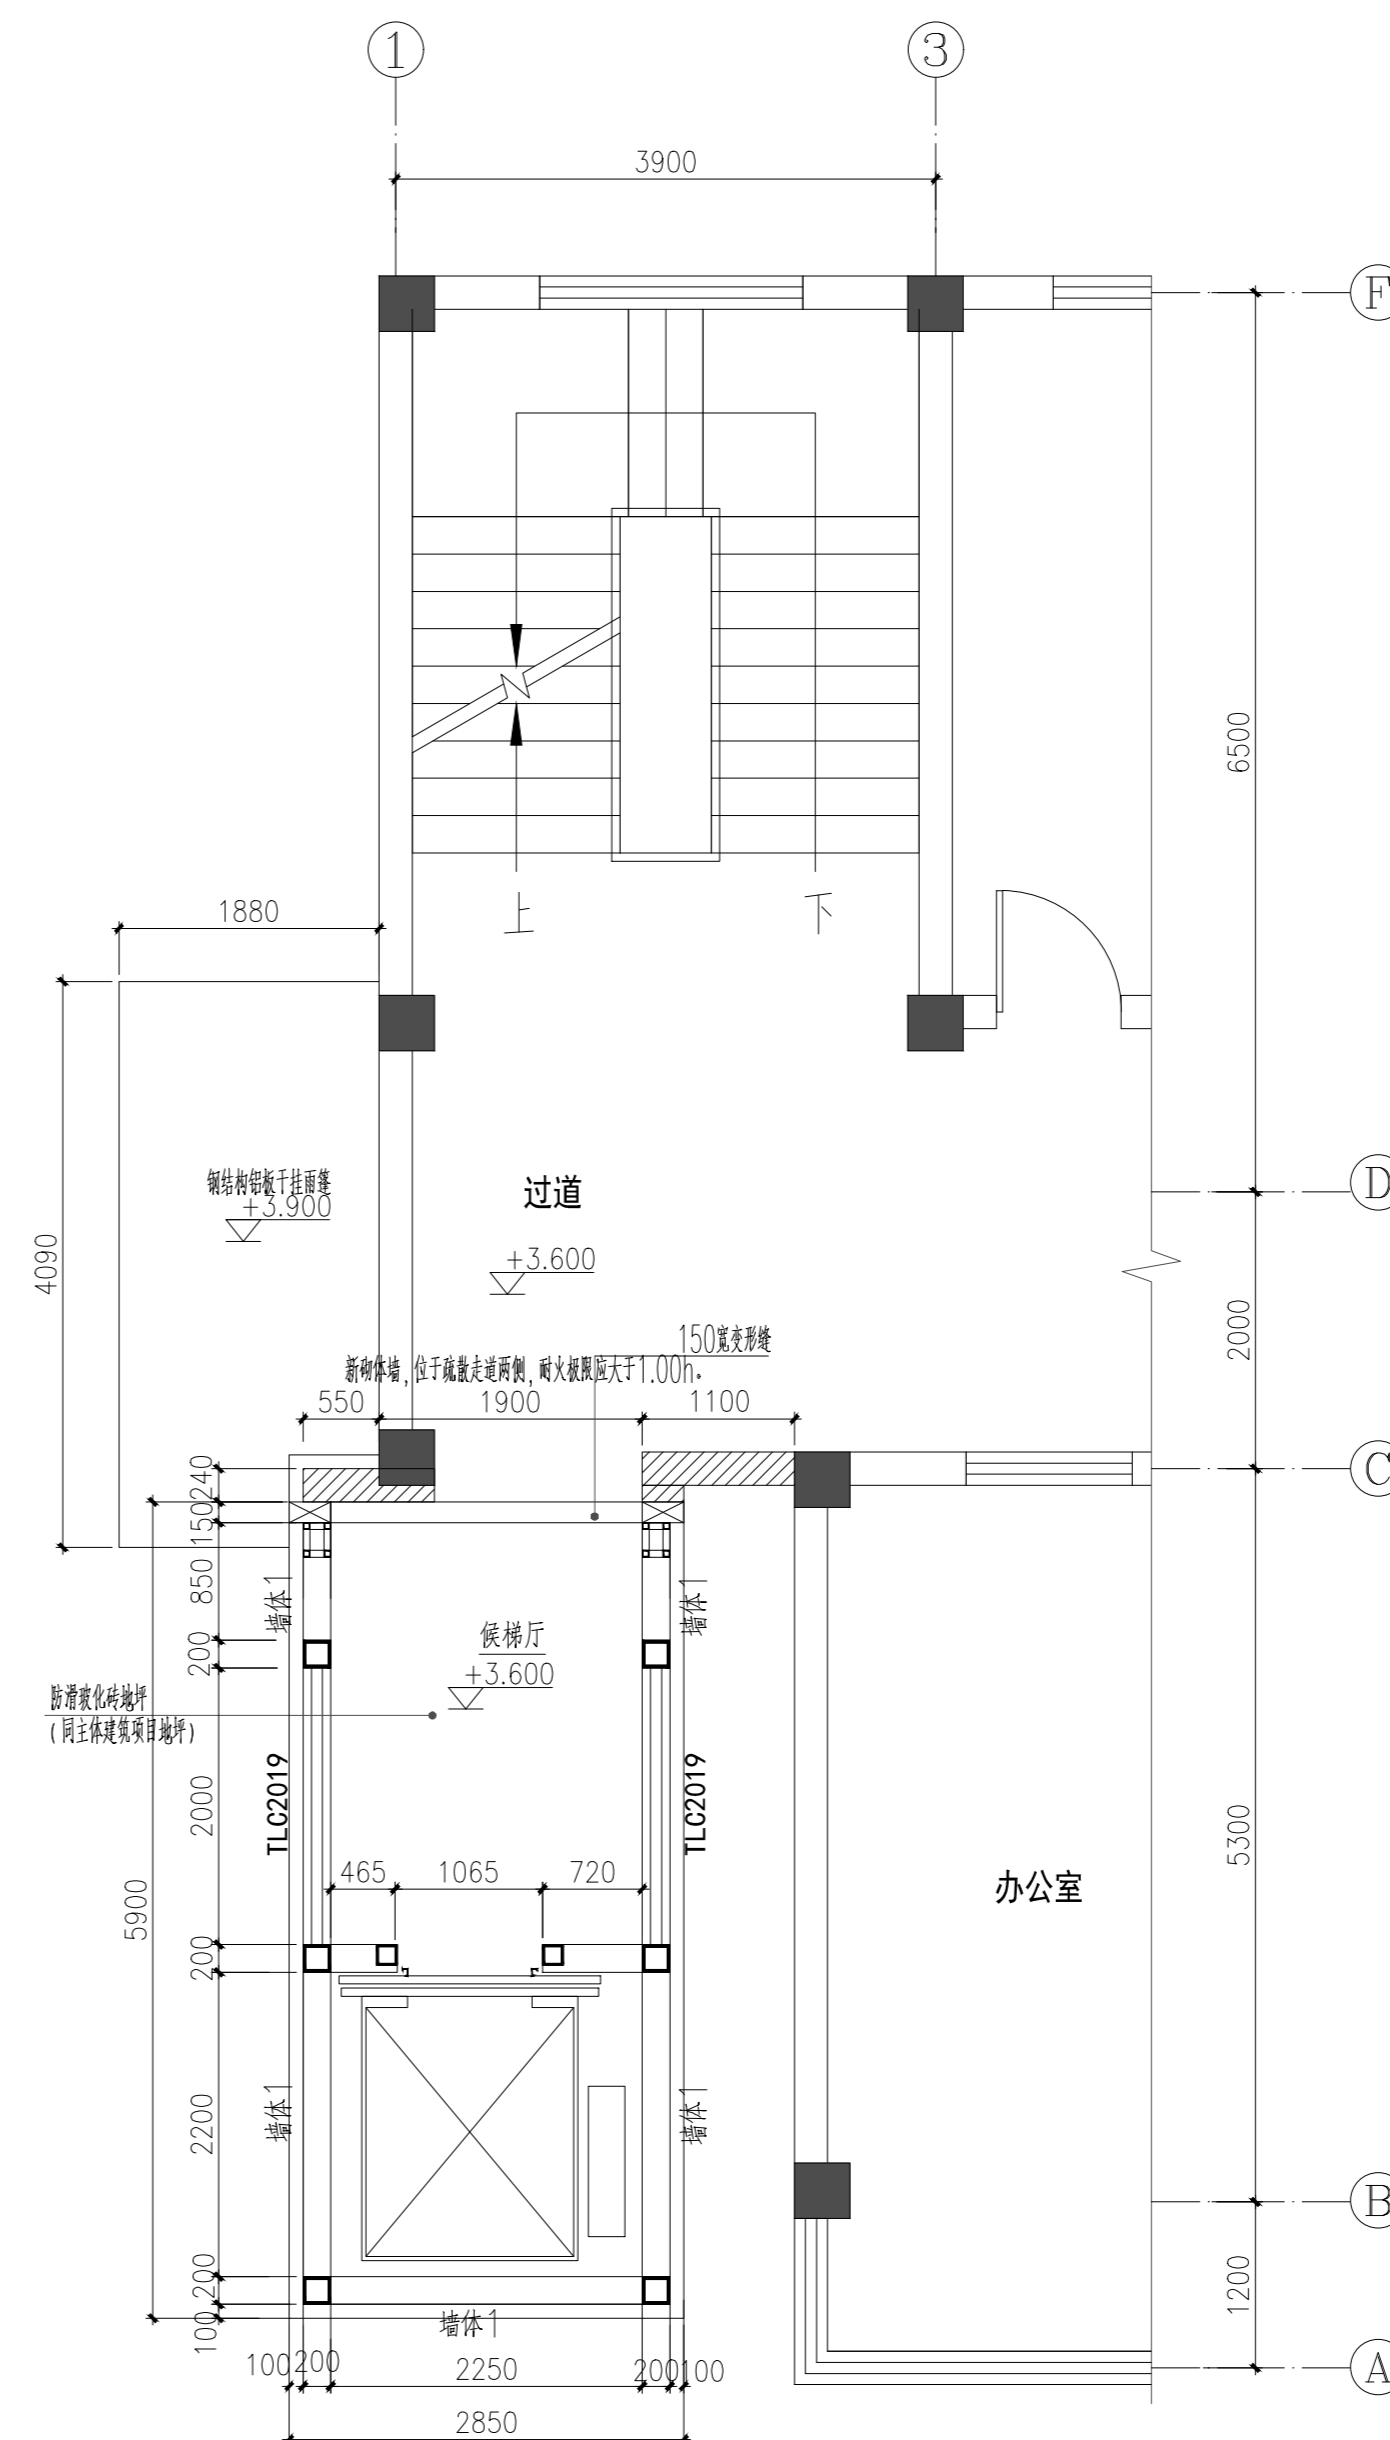 1
3
3900
F
6500
上
下
1880
D
钢结构铝板干挂雨篷
+3.900
过道
+3.600
4090
2000
150宽变形缝
新砌体墙,位于疏散走道两侧,耐火极限应大于1.00h。
550
1900
1100
C
240
150
850
墙体1
墙体1
200
候梯厅
+3.600
防滑玻化砖地坪
(同主体建筑项目地坪)
TLC2019
TLC2019
2000
5900
465
1065
720
办公室
5300
200
2200
墙体1
墙体1
B
200
100
墙体1
1200
100
200
2250
200
100
A
2850